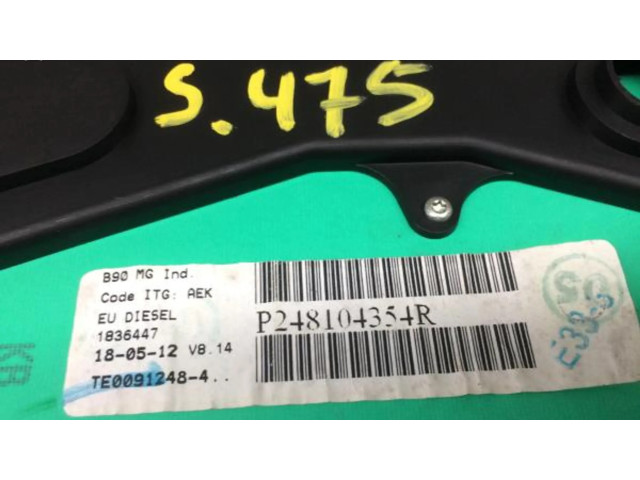 S.475
B90 MG Ind.
Code ITG: AEK
EU DIESEL
1836447
18-05-12 V8.14
TE0091248-4..
P248104354R